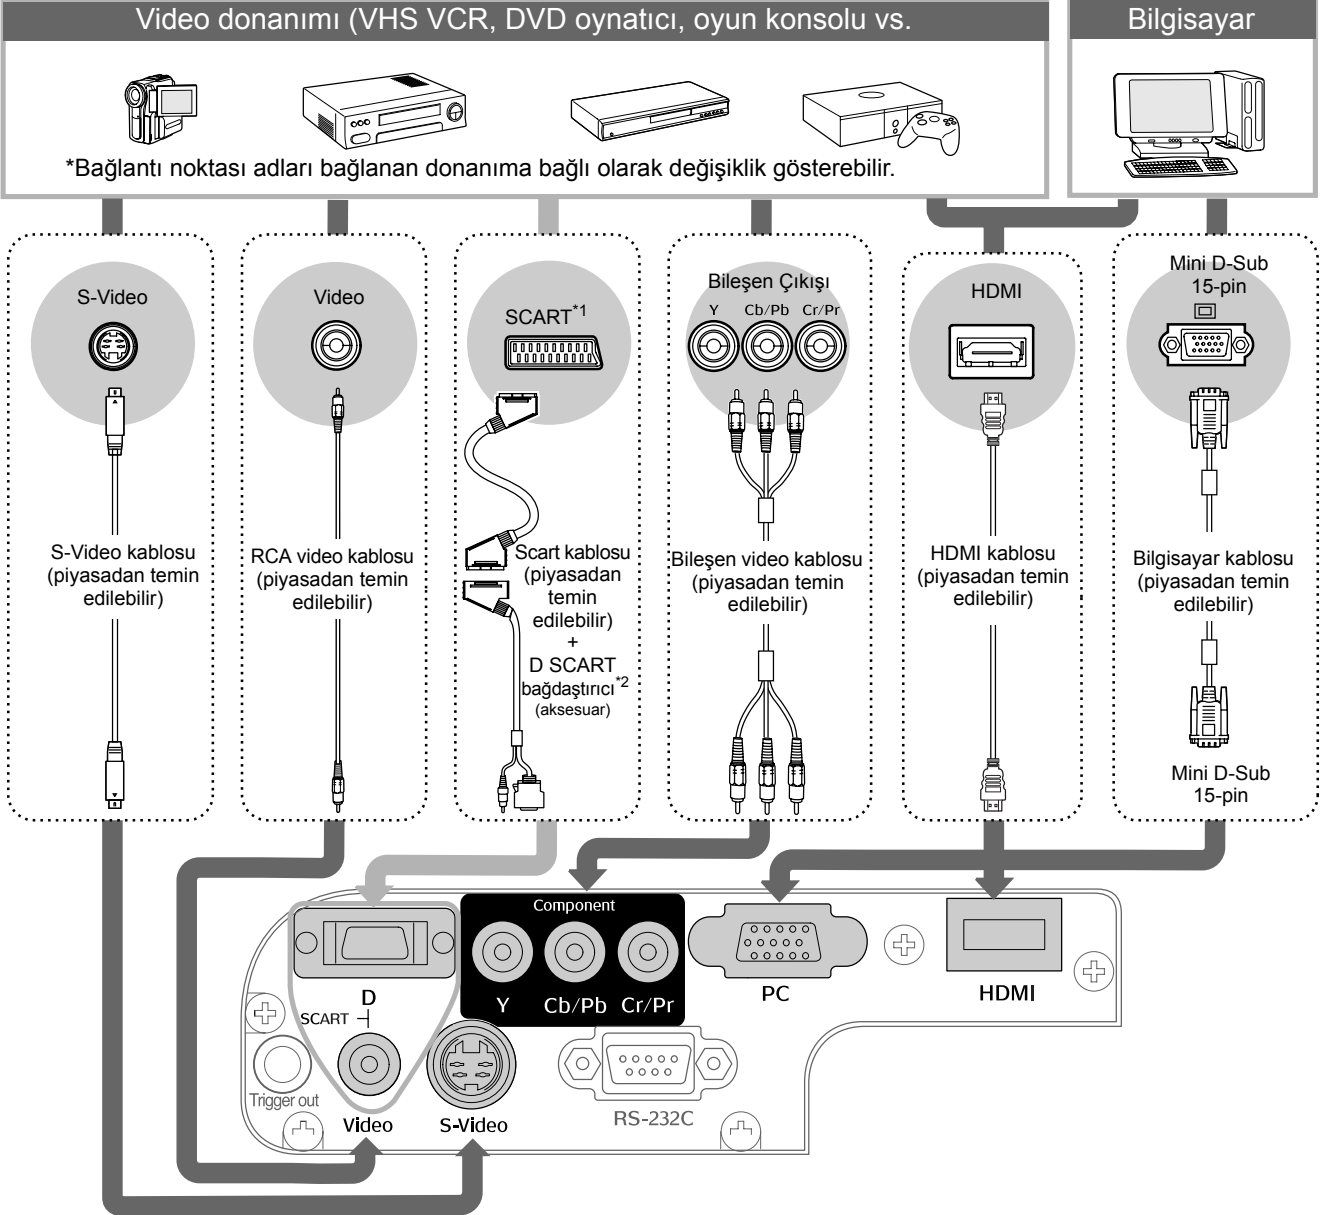 Video donanımı (VHS VCR, DVD oynatıcı, oyun konsolu vs.
Bilgisayar
*Bağlantı noktası adları bağlanan donanıma bağlı olarak değişiklik gösterebilir.
S-Video
Video
SCART*1
Bileşen Çıkışı
Y Cb/Pb Cr/Pr
HDMI
Mini D-Sub
15-pin
S-Video kablosu
(piyasadan temin
edilebilir)
RCA video kablosu
(piyasadan temin
edilebilir)
Scart kablosu
(piyasadan
temin
edilebilir)
+
D SCART
bağdaştırıcı*2
(aksesuar)
Bileşen video kablosu
(piyasadan temin
edilebilir)
HDMI kablosu
(piyasadan temin
edilebilir)
Bilgisayar kablosu
(piyasadan temin
edilebilir)
Mini D-Sub
15-pin
Component
Y Cb/Pb Cr/Pr
PC
HDMI
D
SCART
Trigger out
Video
S-Video
RS-232C